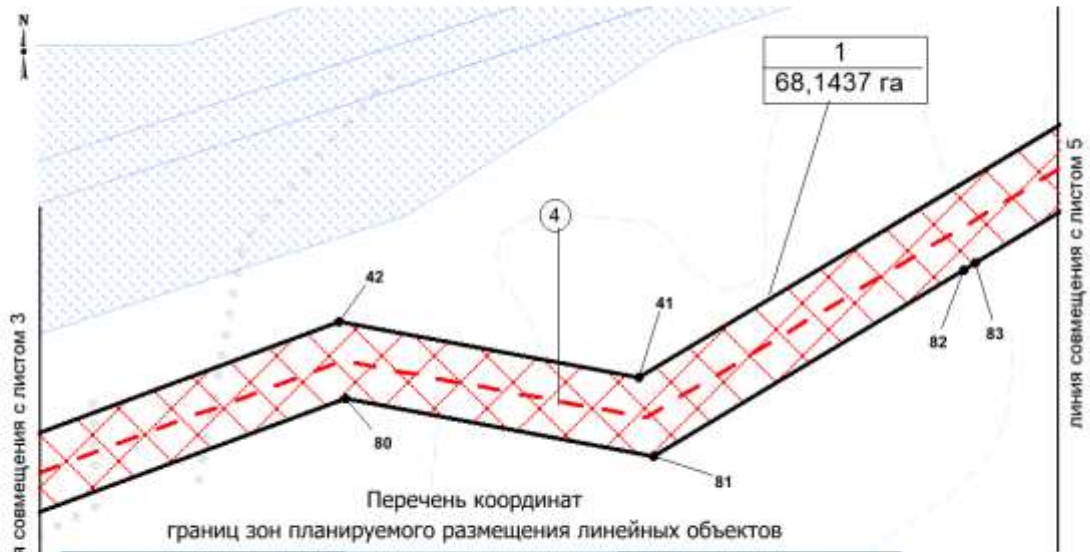 N
1
68,1437 га
4
42
41
82
83
80
81
совмещения с листом 3
линия совмещения с листом 5
Перечень координат
границ зон планируемого размещения линейных объектов